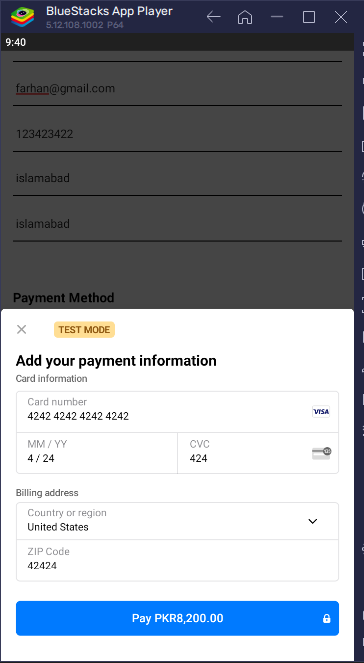 BlueStacks App Player
5.12.108.1002 P64
9:40
farhan@gmail.com
123423422
islamabad
islamabad
Payment Method
TEST MODE
Add your payment information
Card information
Card number
4242 4242 4242 4242
VISA
MM / YY
CVC
4 / 24
424
Billing address
Country or region
United States
ZIP Code
42424
Pay PKR8,200.00